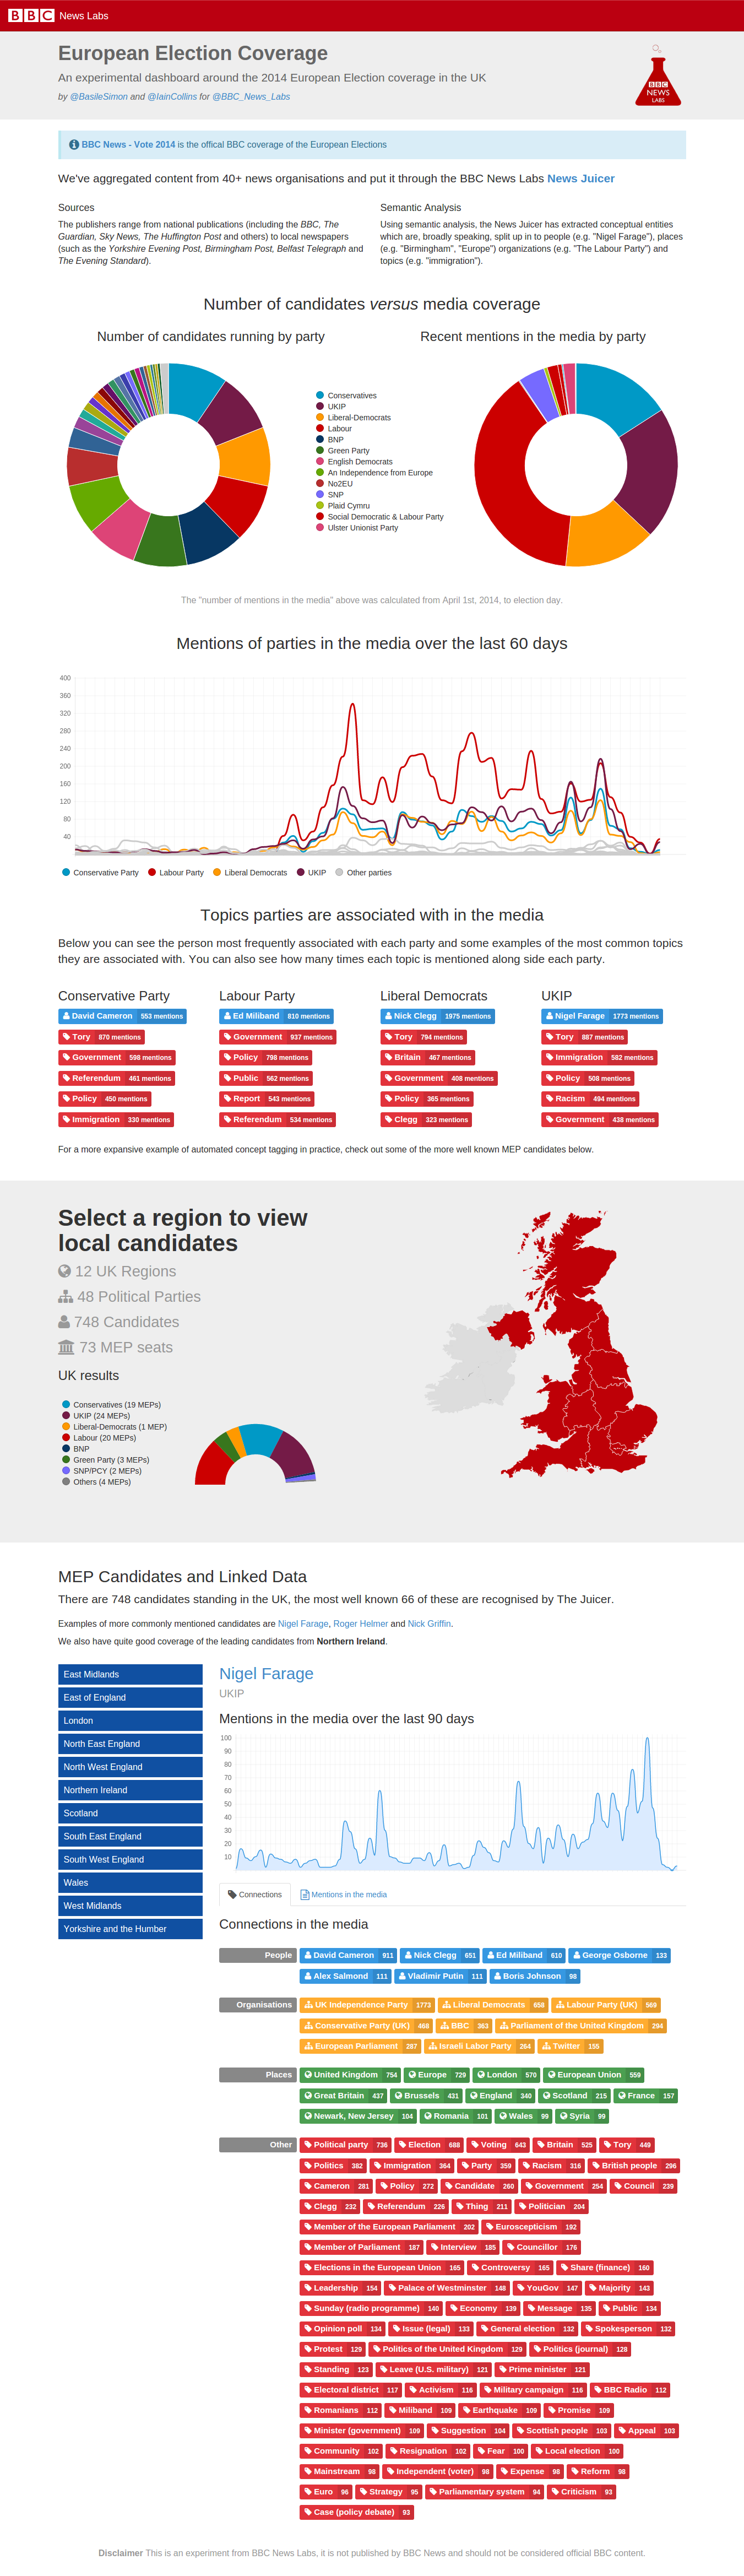 BBC News Labs
European Election Coverage
An experimental dashboard around the 2014 European Election coverage in the UK
by @BasileSimon and @IainCollins for @BBC_News_Labs
BBC
NEWS
LABS
BBC News - Vote 2014 is the offical BBC coverage of the European Elections
We've aggregated content from 40+ news organisations and put it through the BBC News Labs News Juicer
Sources
The publishers range from national publications (including the BBC, The
Guardian, Sky News, The Huffington Post and others) to local newspapers
(such as the Yorkshire Evening Post, Birmingham Post, Belfast Telegraph and
The Evening Standard).
Semantic Analysis
Using semantic analysis, the News Juicer has extracted conceptual entities
which are, broadly speaking, split up in to people (e.g. "Nigel Farage"), places
(e.g. "Birmingham", "Europe") organizations (e.g. "The Labour Party") and
topics (e.g. "immigration").
Number of candidates versus media coverage
Number of candidates running by party
Recent mentions in the media by party
Conservatives
UKIP
Liberal-Democrats
Labour
BNP
Green Party
English Democrats
An Independence from Europe
No2EU
SNP
Plaid Cymru
Social Democratic & Labour Party
Ulster Unionist Party
The "number of mentions in the media" above was calculated from April 1st, 2014, to election day.
Mentions of parties in the media over the last 60 days
400
360
320
280
240
200
160
120
80
40
Conservative Party Labour Party Liberal Democrats UKIP Other parties
Topics parties are associated with in the media
Below you can see the person most frequently associated with each party and some examples of the most common topics
they are associated with. You can also see how many times each topic is mentioned along side each party.
Conservative Party
David Cameron 553 mentions
Tory 870 mentions
Government 598 mentions
Referendum 461 mentions
Policy 450 mentions
Immigration 330 mentions
Labour Party
Ed Miliband 810 mentions
Government 937 mentions
Policy 798 mentions
Public 562 mentions
Report 543 mentions
Referendum 534 mentions
Liberal Democrats
Nick Clegg 1975 mentions
Tory 794 mentions
Britain 467 mentions
Government 408 mentions
Policy 365 mentions
Clegg 323 mentions
UKIP
Nigel Farage 1773 mentions
Tory 887 mentions
Immigration 582 mentions
Policy 508 mentions
Racism 494 mentions
Government 438 mentions
For a more expansive example of automated concept tagging in practice, check out some of the more well known MEP candidates below.
Select a region to view
local candidates
12 UK Regions
48 Political Parties
748 Candidates
73 MEP seats
UK results
Conservatives (19 MEPs)
UKIP (24 MEPs)
Liberal-Democrats (1 MEP)
Labour (20 MEPs)
BNP
Green Party (3 MEPs)
SNP/PCY (2 MEPs)
Others (4 MEPs)
MEP Candidates and Linked Data
There are 748 candidates standing in the UK, the most well known 66 of these are recognised by The Juicer.
Examples of more commonly mentioned candidates are Nigel Farage, Roger Helmer and Nick Griffin.
We also have quite good coverage of the leading candidates from Northern Ireland.
East Midlands
East of England
London
North East England
North West England
Northern Ireland
Scotland
South East England
South West England
Wales
West Midlands
Yorkshire and the Humber
Nigel Farage
UKIP
Mentions in the media over the last 90 days
100
90
80
70
60
50
40
30
20
10
Connections Mentions in the media
Connections in the media
People David Cameron 911 Nick Clegg 651 Ed Miliband 610 George Osborne 133
Alex Salmond 111 Vladimir Putin 111 Boris Johnson 98
Organisations UK Independence Party 1773 Liberal Democrats 658 Labour Party (UK) 569
Conservative Party (UK) 468 BBC 363 Parliament of the United Kingdom 294
European Parliament 287 Israeli Labor Party 264 Twitter 155
Places United Kingdom 754 Europe 729 London 570 European Union 559
Great Britain 437 Brussels 431 England 340 Scotland 215 France 157
Newark, New Jersey 104 Romania 101 Wales 99 Syria 99
Other Political party 736 Election 688 Voting 643 Britain 525 Tory 449
Politics 382 Immigration 364 Party 359 Racism 316 British people 296
Cameron 281 Policy 272 Candidate 260 Government 254 Council 239
Clegg 232 Referendum 226 Thing 211 Politician 204
Member of the European Parliament 202 Euroscepticism 192
Member of Parliament 187 Interview 185 Councillor 176
Elections in the European Union 165 Controversy 165 Share (finance) 160
Leadership 154 Palace of Westminster 148 YouGov 147 Majority 143
Sunday (radio programme) 140 Economy 139 Message 135 Public 134
Opinion poll 134 Issue (legal) 133 General election 132 Spokesperson 132
Protest 129 Politics of the United Kingdom 129 Politics (journal) 128
Standing 123 Leave (U.S. military) 121 Prime minister 121
Electoral district 117 Activism 116 Military campaign 116 BBC Radio 112
Romanians 112 Miliband 109 Earthquake 109 Promise 109
Minister (government) 109 Suggestion 104 Scottish people 103 Appeal 103
Community 102 Resignation 102 Fear 100 Local election 100
Mainstream 98 Independent (voter) 98 Expense 98 Reform 98
Euro 96 Strategy 95 Parliamentary system 94 Criticism 93
Case (policy debate) 93
Disclaimer This is an experiment from BBC News Labs, it is not published by BBC News and should not be considered official BBC content.